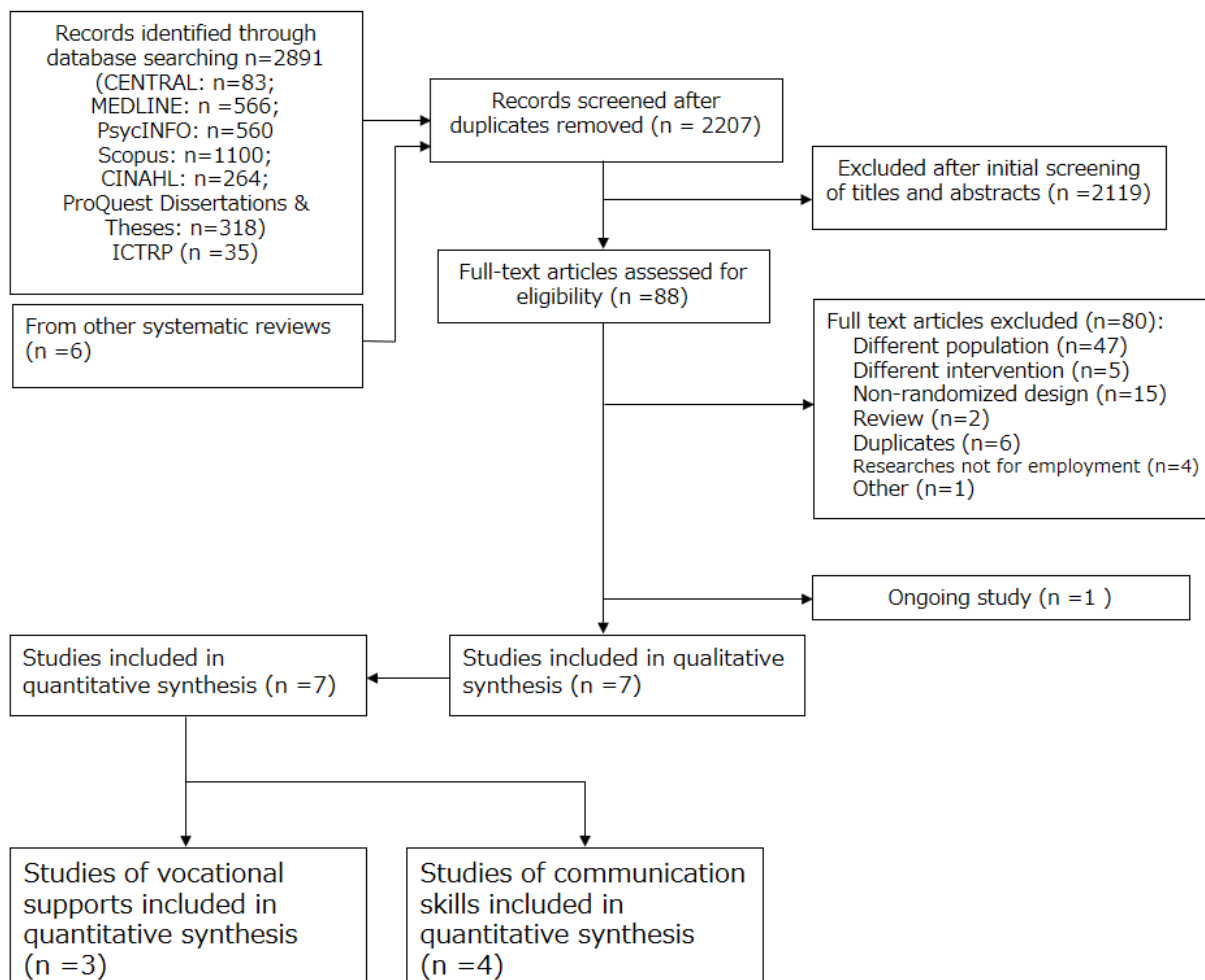 Records identified through
database searching n=2891
(CENTRAL: n=83;
MEDLINE: n =566;
PsycINFO: n=560
Scopus: n=1100;
CINAHL: n=264;
ProQuest Dissertations &
Theses: n=318)
ICTRP (n =35)
From other systematic reviews
(n =6)
Records screened after
duplicates removed (n = 2207)
Excluded after initial screening
of titles and abstracts (n =2119)
Full-text articles assessed for
eligibility (n =88)
Full text articles excluded (n=80):
Different population (n=47)
Different intervention (n=5)
Non-randomized design (n=15)
Review (n=2)
Duplicates (n=6)
Researches not for employment (n=4)
Other (n=1)
Ongoing study (n =1 )
Studies included in qualitative
synthesis (n =7)
Studies included in
quantitative synthesis (n =7)
Studies of vocational
supports included in
quantitative synthesis
(n =3)
Studies of communication
skills included in
quantitative synthesis
(n =4)